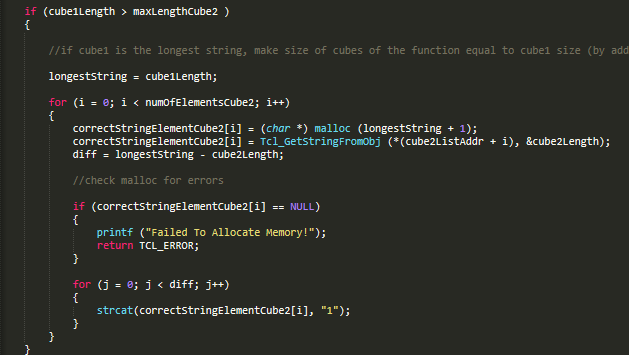 if (cube1Length > maxLengthCube2 )
{
//if cube1 is the longest string, make size of cubes of the function equal to cube1 size (by add
longestString = cube1Length;
for (i = 0; i < numOfElementsCube2; i++)
{
correctStringElementCube2[i] = (char *) malloc (longestString + 1);
correctStringElementCube2[i] = Tcl_GetStringFromObj (*(cube2ListAddr + i), &cube2Length);
diff = longestString - cube2Length;
//check malloc for errors
if (correctStringElementCube2[i] == NULL)
{
printf ("Failed To Allocate Memory!");
return TCL_ERROR;
}
for (j = 0; j < diff; j++)
{
strcat(correctStringElementCube2[i], "1");
}
}
}